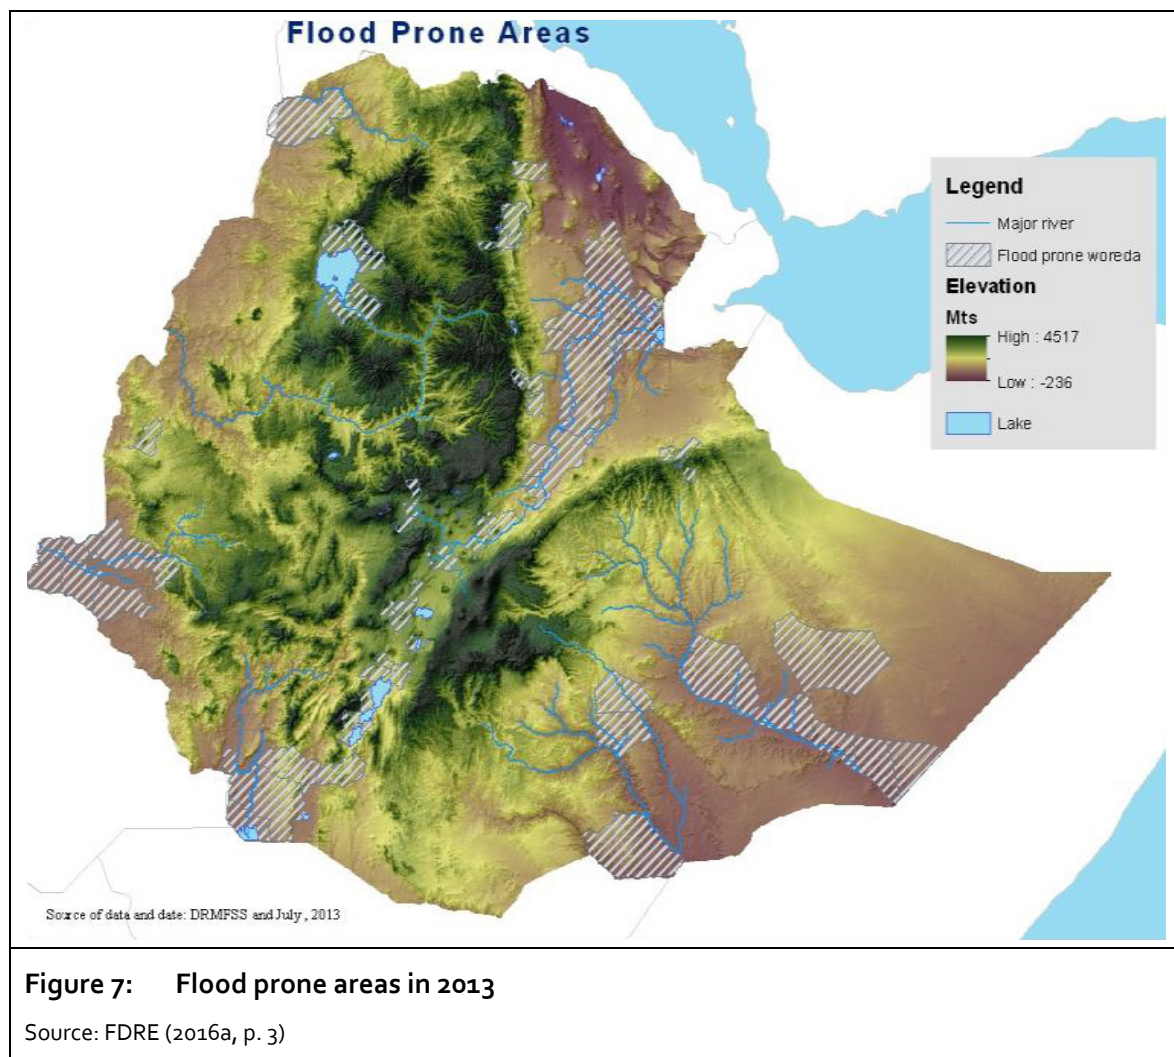 Flood Prone Areas
Legend
Major river
Flood prone woreda
Elevation
Mts
High : 4517
Low : -236
Lake
Source of data and date: DRMFSS and July , 2013
Figure 7: Flood prone areas in 2013
Source: FDRE (2016a, p. 3)